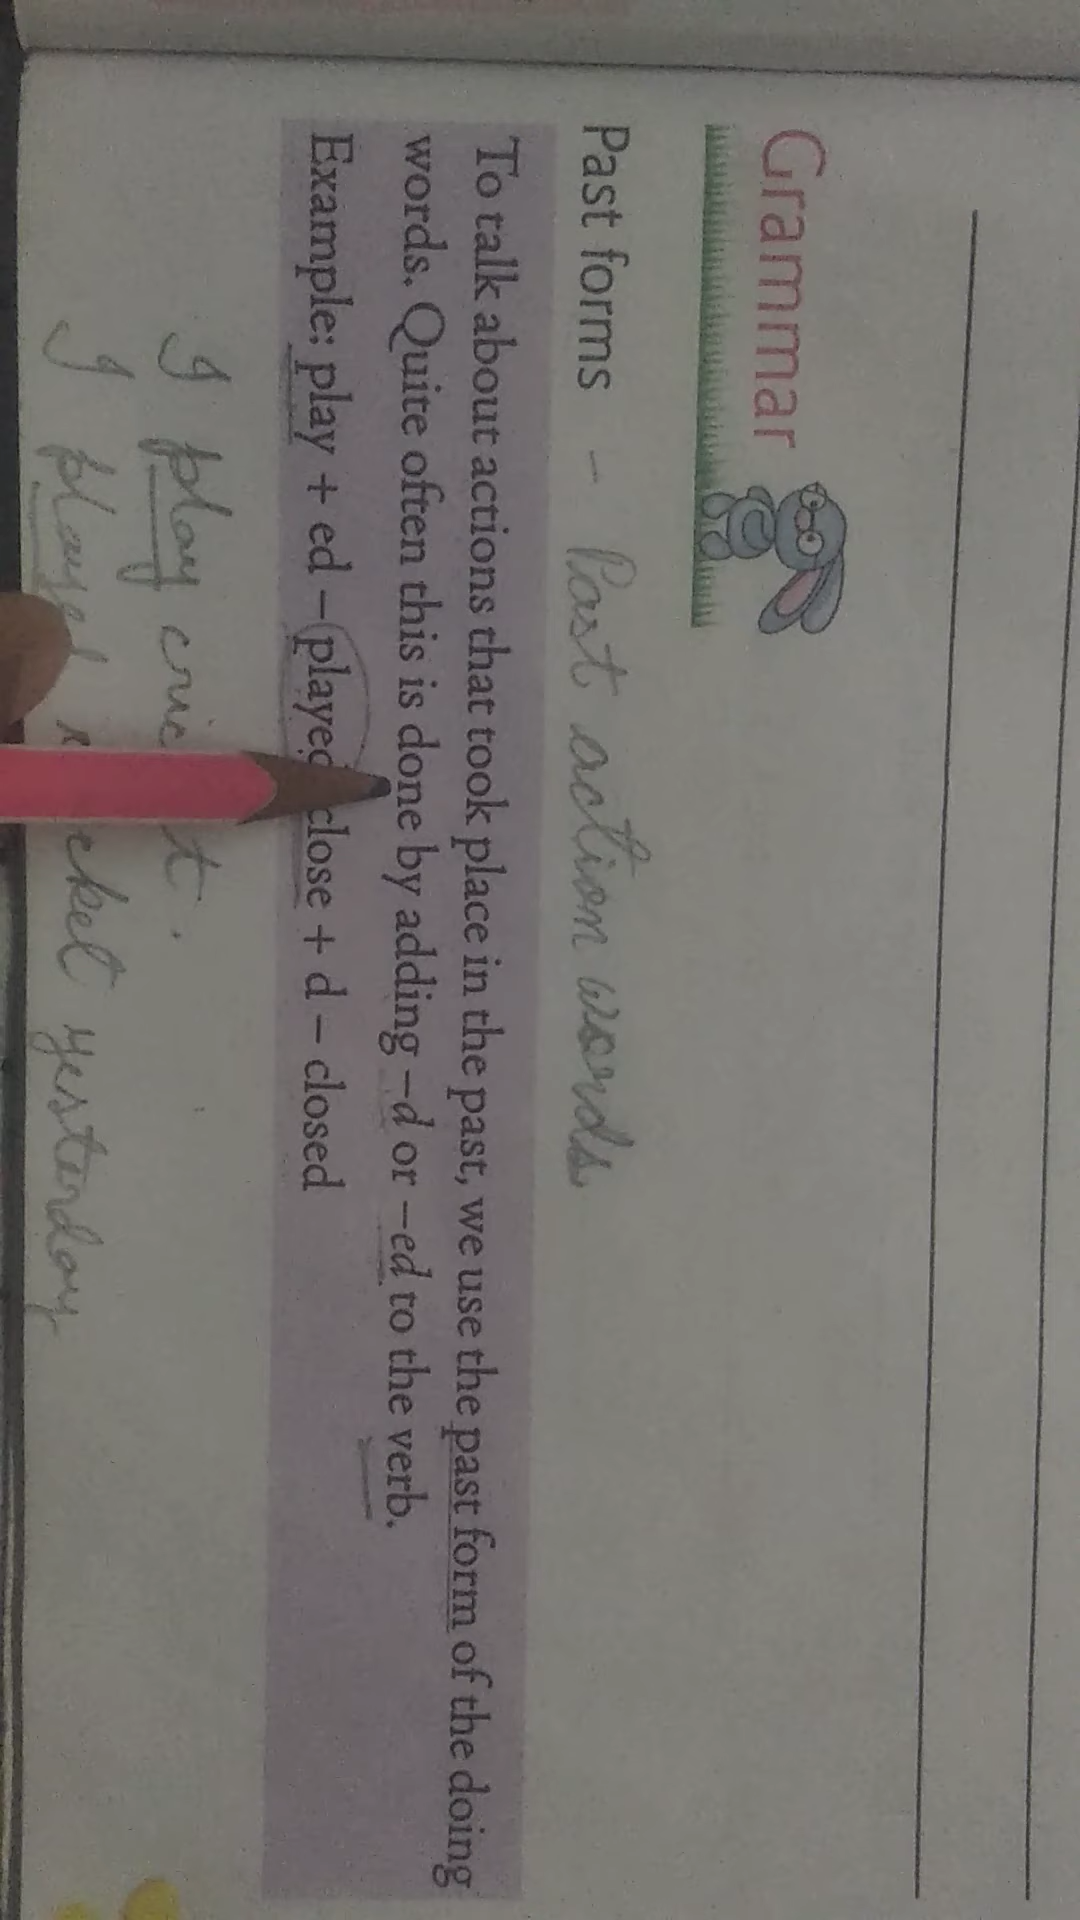 Grammar
Past forms - Past action words
To talk about actions that took place in the past, we use the past form of the doing
words. Quite often this is done by adding –d or –ed to the verb.
Example: play + ed – played close + d – closed
I play
I played yesterday